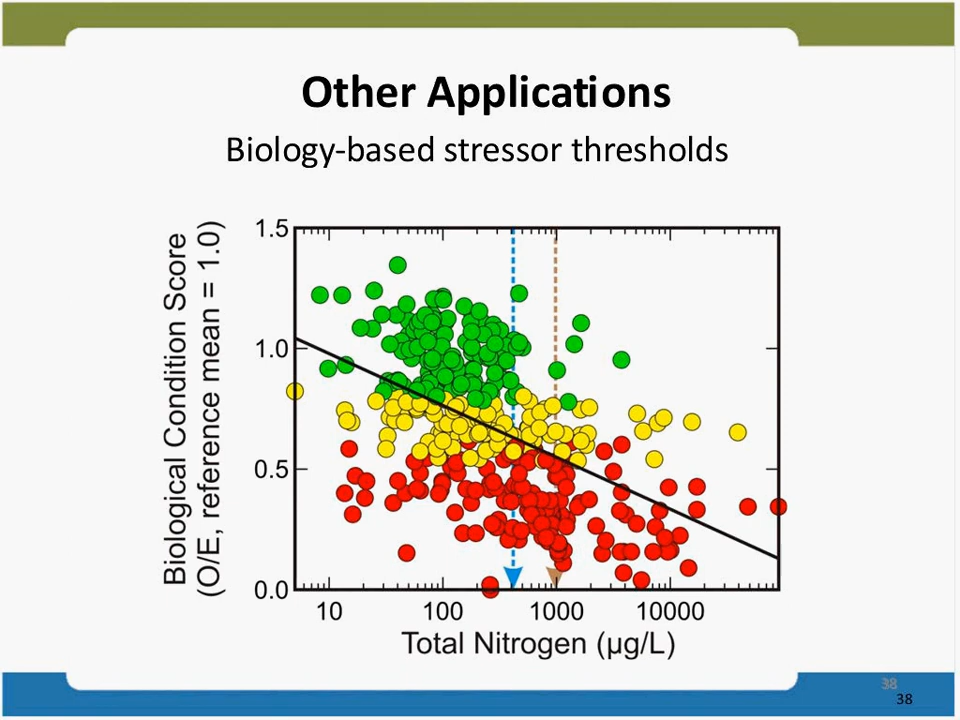 Other Applications
Biology-based stressor thresholds
Biological Condition Score
(O/E, reference mean = 1.0)
1.5
1.0
0.5
0.0
10 100 1000 10000
Total Nitrogen (µg/L)
38
38